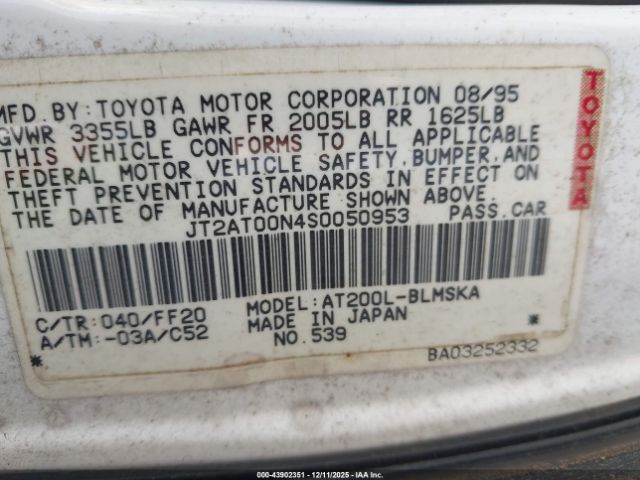 MFD. BY: TOYOTA MOTOR CORPORATION 08/95
GVWR 3355LB GAWR FR 2005LB RR 1625LB
THIS VEHICLE CONFORMS TO ALL APPLICABLE
FEDERAL MOTOR VEHICLE SAFETY, BUMPER, AND
THEFT PREVENTION STANDARDS IN EFFECT ON
THE DATE OF MANUFACTURE SHOWN ABOVE.
JT2AT00N4S0050953 PASS. CAR
TOYOTA
C/TR: 040/FF20 MODEL: AT200L-BLMSKA
A/TM: -03A/C52 MADE IN JAPAN
* NO. 539 *
BA03252332
000-43902351 - 12/11/2025 - IAA Inc.